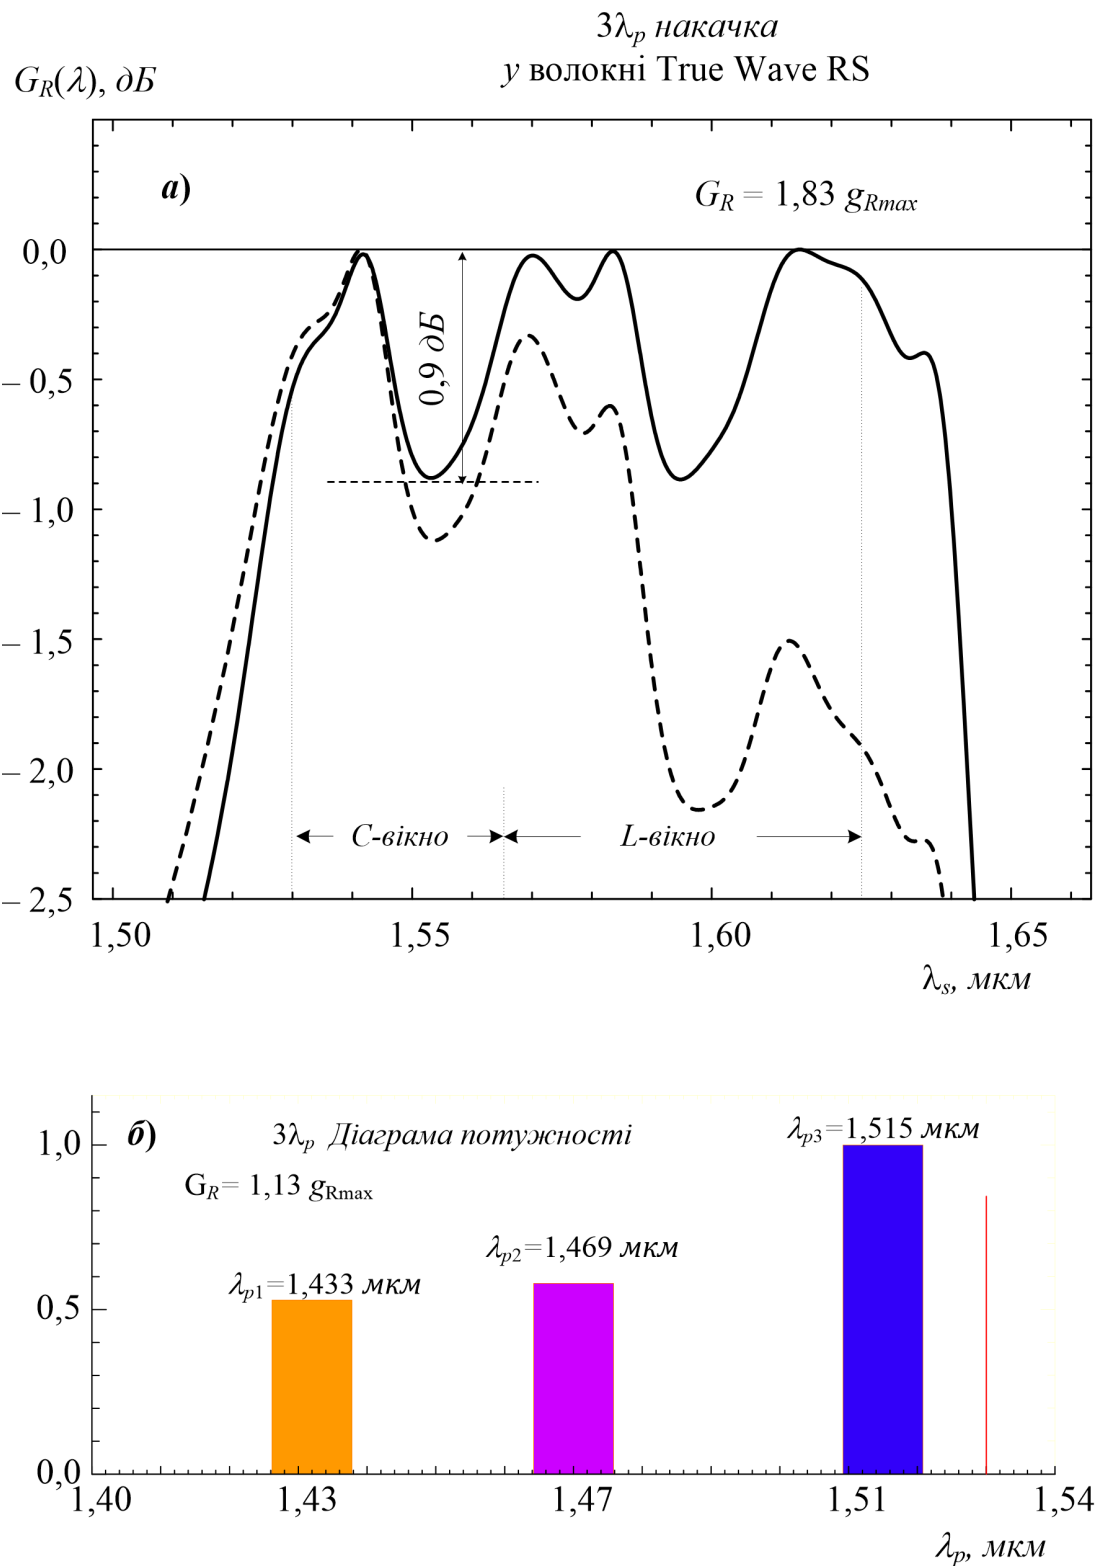 3λp накачка
у волокні True Wave RS
GR(λ), дБ
а)
GR = 1,83 gRmax
0,0
0,9 дБ
– 0,5
– 1,0
– 1,5
– 2,0
– 2,5
С-вікно
L-вікно
1,50 1,55 1,60 1,65
λs, мкм
б)
3λp Діаграма потужності
GR= 1,13 gRmax
λp1=1,433 мкм
λp2=1,469 мкм
λp3=1,515 мкм
1,0
0,5
0,0
1,40 1,43 1,47 1,51 1,54
λp, мкм